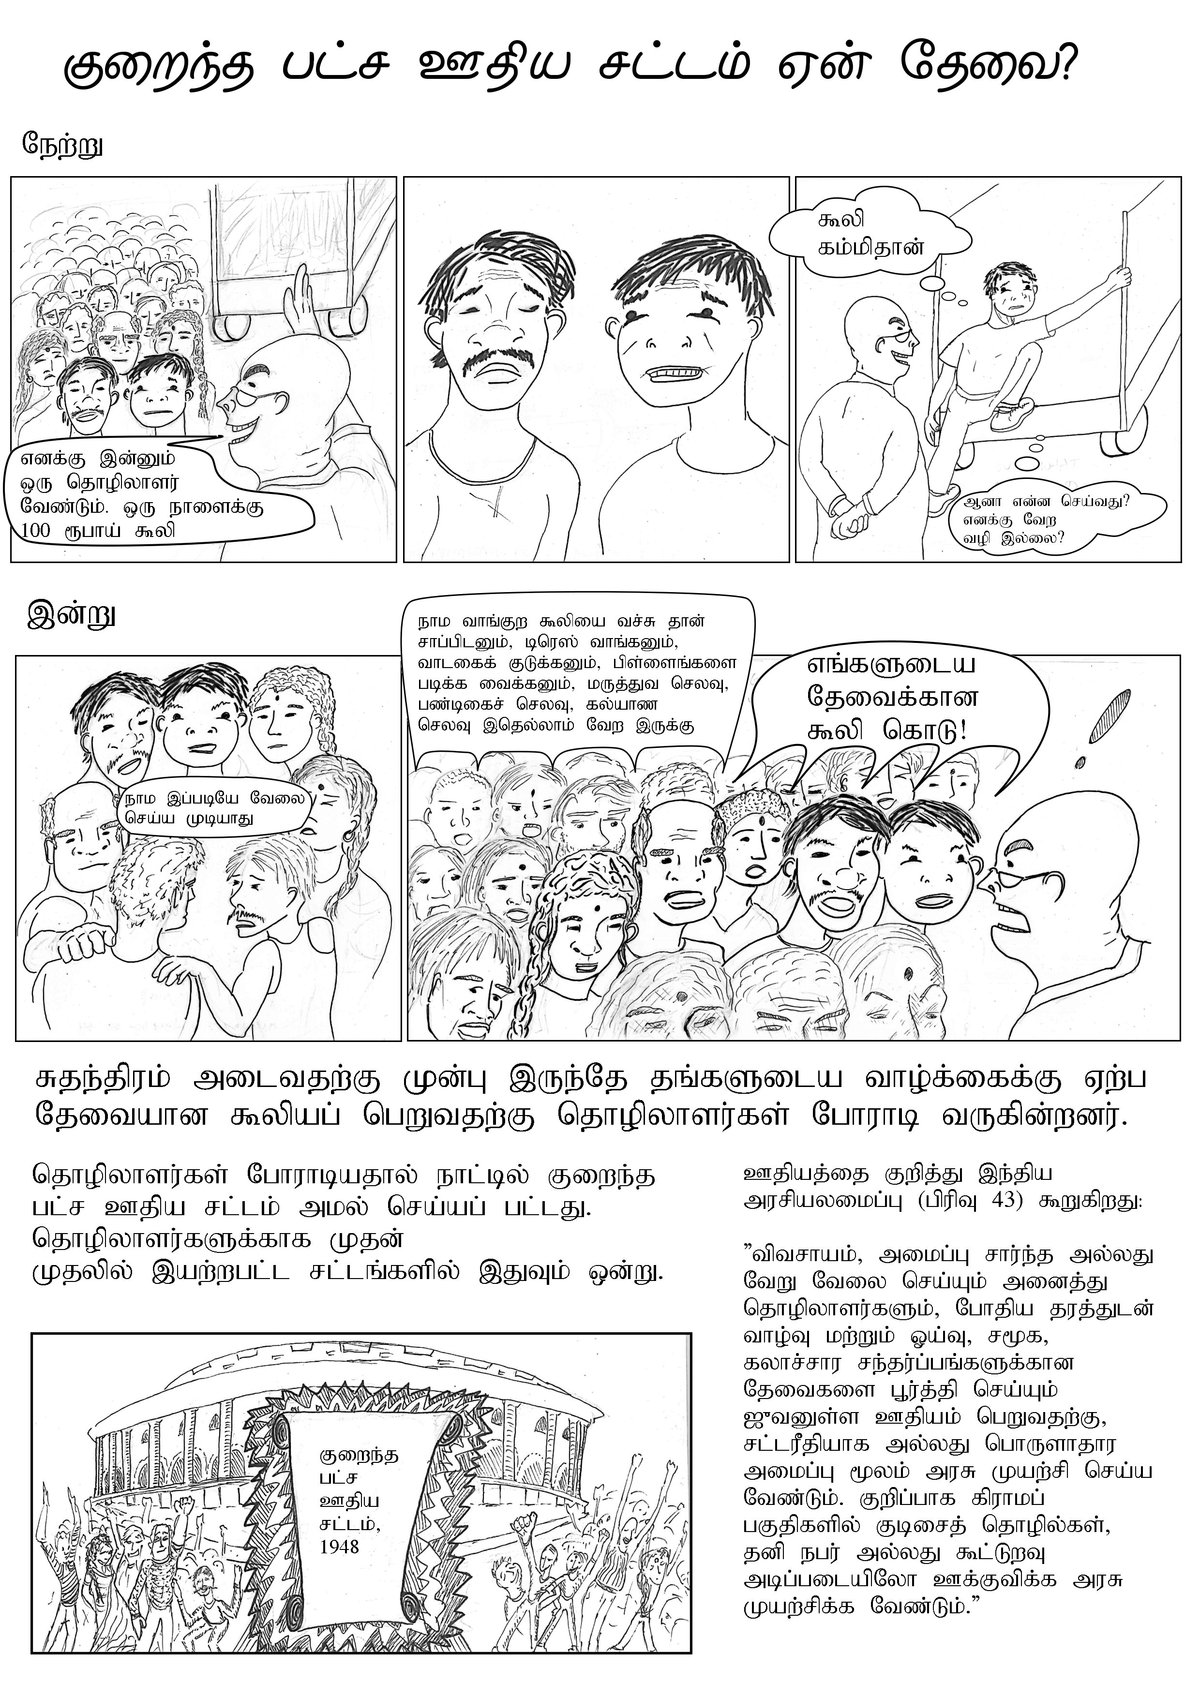 குறைந்த பட்ச ஊதிய சட்டம் ஏன் தேவை?
நேற்று
எனக்கு இன்னும்
ஒரு தொழிலாளர்
வேண்டும். ஒரு நாளைக்கு
100 ரூபாய் கூலி
கூலி
கம்மிதான்
ஆனா என்ன செய்வது?
எனக்கு வேற
வழி இல்லை?
இன்று
நாம இப்படியே வேலை
செய்ய முடியாது
நாம வாங்குற கூலியை வச்சு தான்
சாப்பிடனும், டிரெஸ் வாங்கனும்,
வாடகைக் குடுக்கனும், பிள்ளைங்களை
படிக்க வைக்கனும், மருத்துவ செலவு,
பண்டிகைச் செலவு, கல்யாண
செலவு இதெல்லாம் வேற இருக்கு
எங்களுடைய
தேவைக்கான
கூலி கொடு!
சுதந்திரம் அடைவதற்கு முன்பு இருந்தே தங்களுடைய வாழ்க்கைக்கு ஏற்ப
தேவையான கூலியப் பெறுவதற்கு தொழிலாளர்கள் போராடி வருகின்றனர்.
தொழிலாளர்கள் போராடியதால் நாட்டில் குறைந்த
பட்ச ஊதிய சட்டம் அமல் செய்யப் பட்டது.
தொழிலாளர்களுக்காக முதன்
முதலில் இயற்றபட்ட சட்டங்களில் இதுவும் ஒன்று.
குறைந்த
பட்ச
ஊதிய
சட்டம்,
1948
ஊதியத்தை குறித்து இந்திய
அரசியலமைப்பு (பிரிவு 43) கூறுகிறது:
”விவசாயம், அமைப்பு சார்ந்த அல்லது
வேறு வேலை செய்யும் அனைத்து
தொழிலாளர்களும், போதிய தரத்துடன்
வாழ்வு மற்றும் ஓய்வு, சமூக,
கலாச்சார சந்தர்ப்பங்களுக்கான
தேவைகளை பூர்த்தி செய்யும்
ஜுவனுள்ள ஊதியம் பெறுவதற்கு,
சட்டரீதியாக அல்லது பொருளாதார
அமைப்பு மூலம் அரசு முயற்சி செய்ய
வேண்டும். குறிப்பாக கிராமப்
பகுதிகளில் குடிசைத் தொழில்கள்,
தனி நபர் அல்லது கூட்டுறவு
அடிப்படையிலோ ஊக்குவிக்க அரசு
முயற்சிக்க வேண்டும்.”